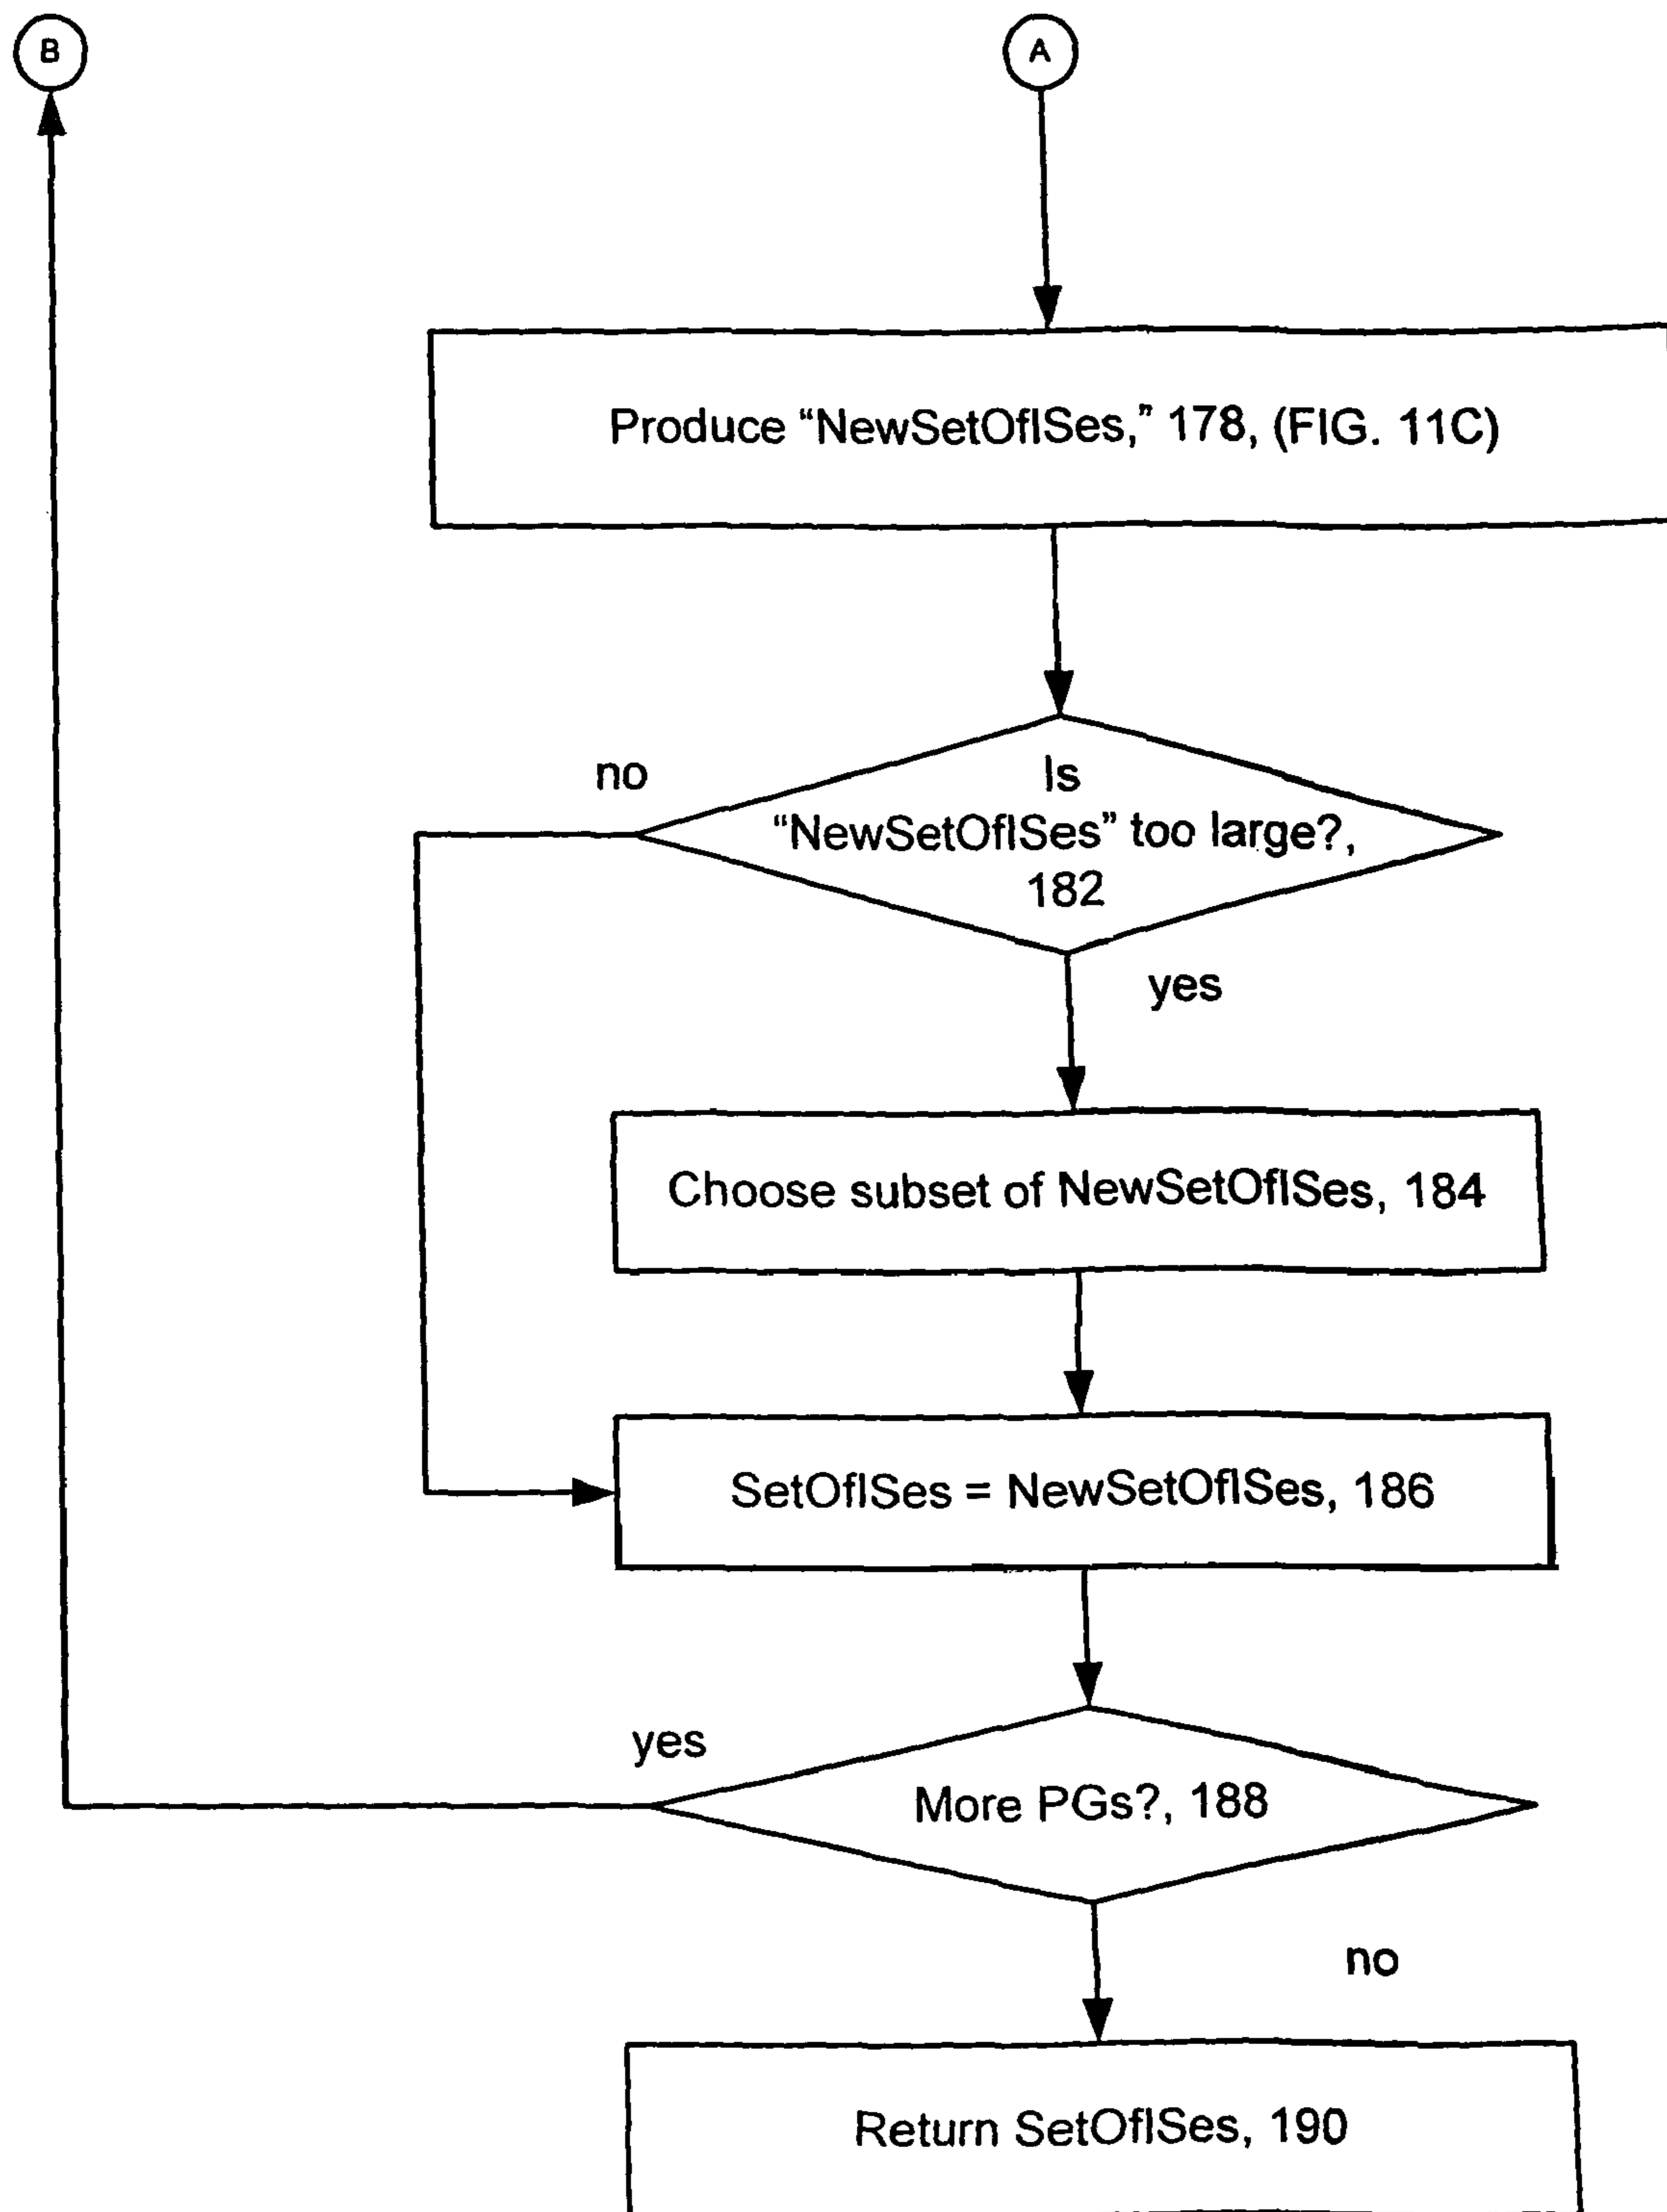 B
A
Produce “NewSetOfISes,” 178, (FIG. 11C)
no
Is
“NewSetOfISes” too large?,
182
yes
Choose subset of NewSetOfISes, 184
SetOfISes = NewSetOfISes, 186
yes
More PGs?, 188
no
Return SetOfISes, 190